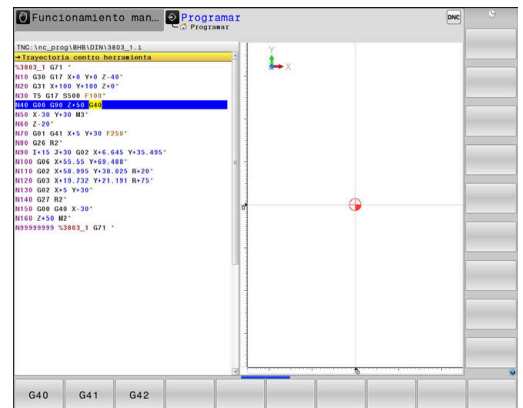 Funcionamiento man…
Programar
Programar
DNC
TNC:\nc_prog\BHB\DIN\3803_1.i
→Trayectoria centro herramienta
%3803_1 G71 *
N10 G30 G17 X+0 Y+0 Z-40*
N20 G31 X+100 Y+100 Z+0*
N30 T5 G17 S500 F100*
N40 G00 G90 Z+50 G40
N50 X-30 Y+30 M3*
N60 Z-20*
N70 G01 G41 X+5 Y+30 F250*
N80 G26 R2*
N90 I+15 J+30 G02 X+6.645 Y+35.495*
N100 G06 X+55.55 Y+69.488*
N110 G02 X+58.995 Y+30.025 R+20*
N120 G03 X+19.732 Y+21.191 R+75*
N130 G02 X+5 Y+30*
N140 G27 R2*
N150 G00 G40 X-30*
N160 Z+50 M2*
N99999999 %3803_1 G71 *
Y
X
G40 G41 G42